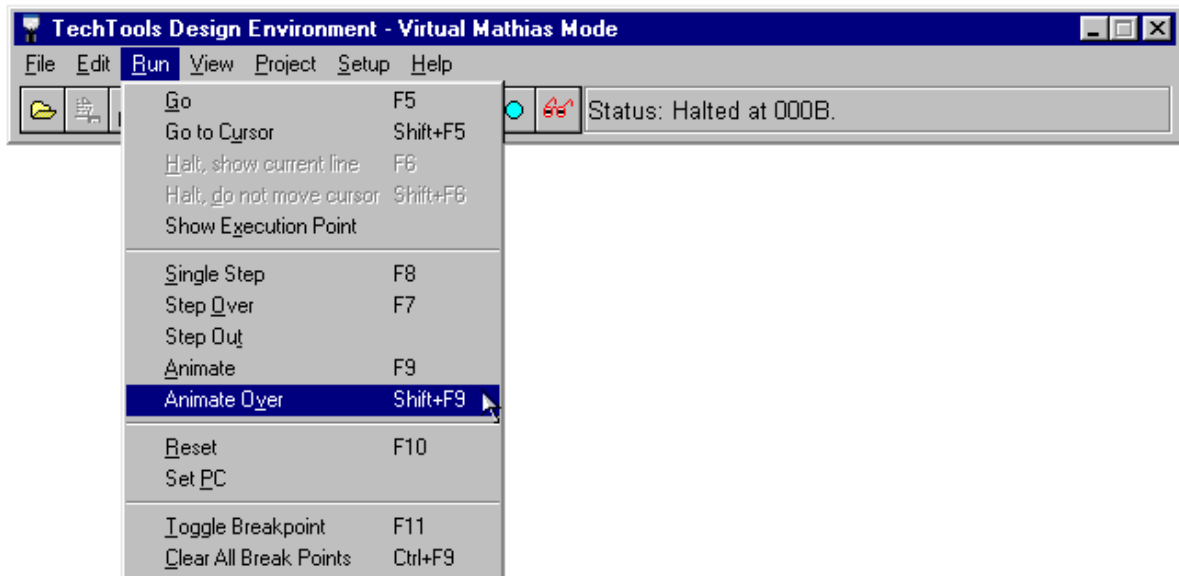 TechTools Design Environment - Virtual Mathias Mode
File Edit Run View Project Setup Help
Status: Halted at 000B.
Go F5
Go to Cursor Shift+F5
Halt, show current line F6
Halt, do not move cursor Shift+F6
Show Execution Point
Single Step F8
Step Over F7
Step Out
Animate F9
Animate Over Shift+F9
Reset F10
Set PC
Toggle Breakpoint F11
Clear All Break Points Ctrl+F9